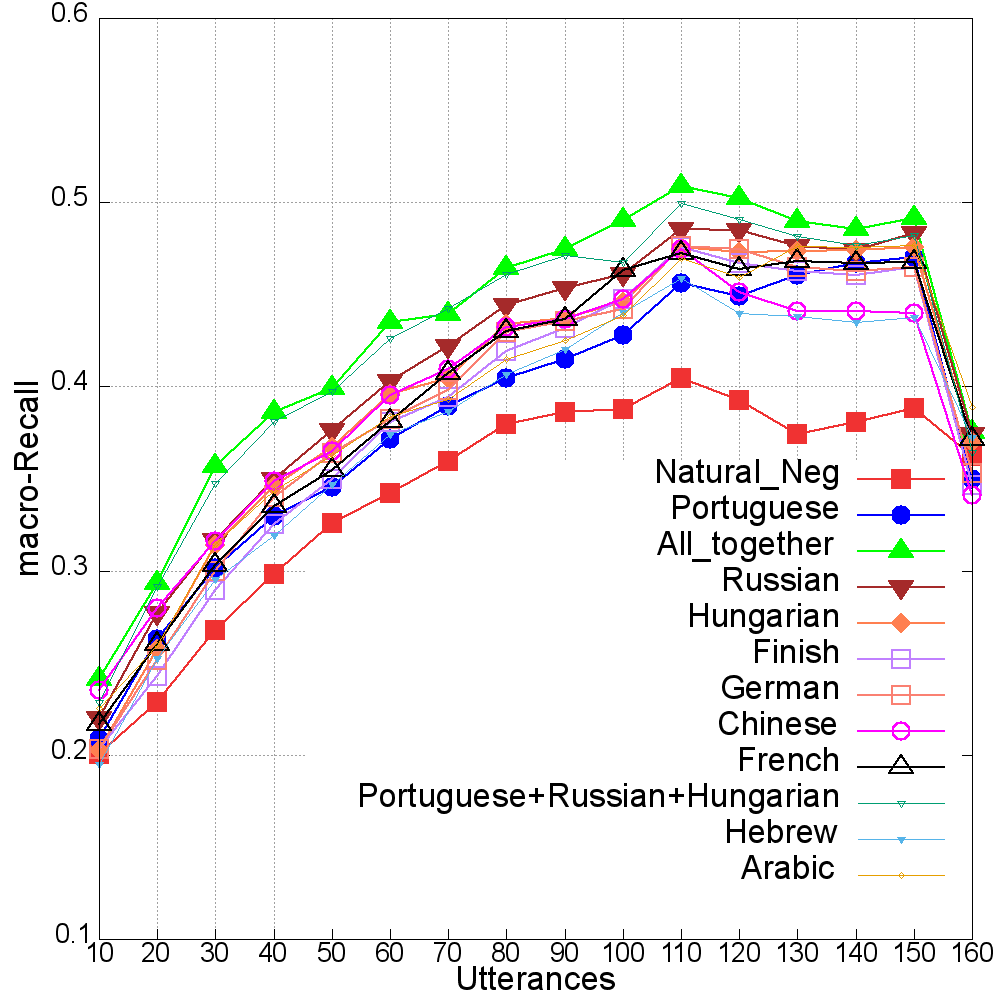 0.6
0.5
0.4
0.3
0.2
0.1
macro-Recall
Natural_Neg
Portuguese
All_together
Russian
Hungarian
Finish
German
Chinese
French
Portuguese+Russian+Hungarian
Hebrew
Arabic
10 20 30 40 50 60 70 80 90 100 110 120 130 140 150 160
Utterances